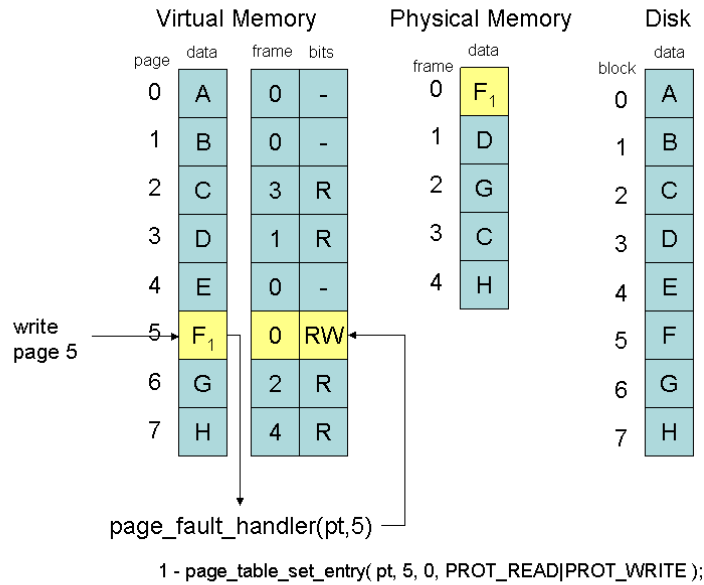 Virtual Memory Physical Memory Disk
page data frame bits frame data block data
0 A 0 - 0 F1 0 A
1 B 0 - 1 D 1 B
2 C 3 R 2 G 2 C
3 D 1 R 3 C 3 D
4 E 0 - 4 H 4 E
write page 5
5 F1 0 RW 5 F
6 G 2 R 6 G
7 H 4 R 7 H
page_fault_handler(pt,5)
1 - page_table_set_entry( pt, 5, 0, PROT_READ|PROT_WRITE );